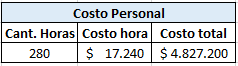 Costo Personal
Cant. Horas Costo hora Costo total
280 $ 17.240 $ 4.827.200